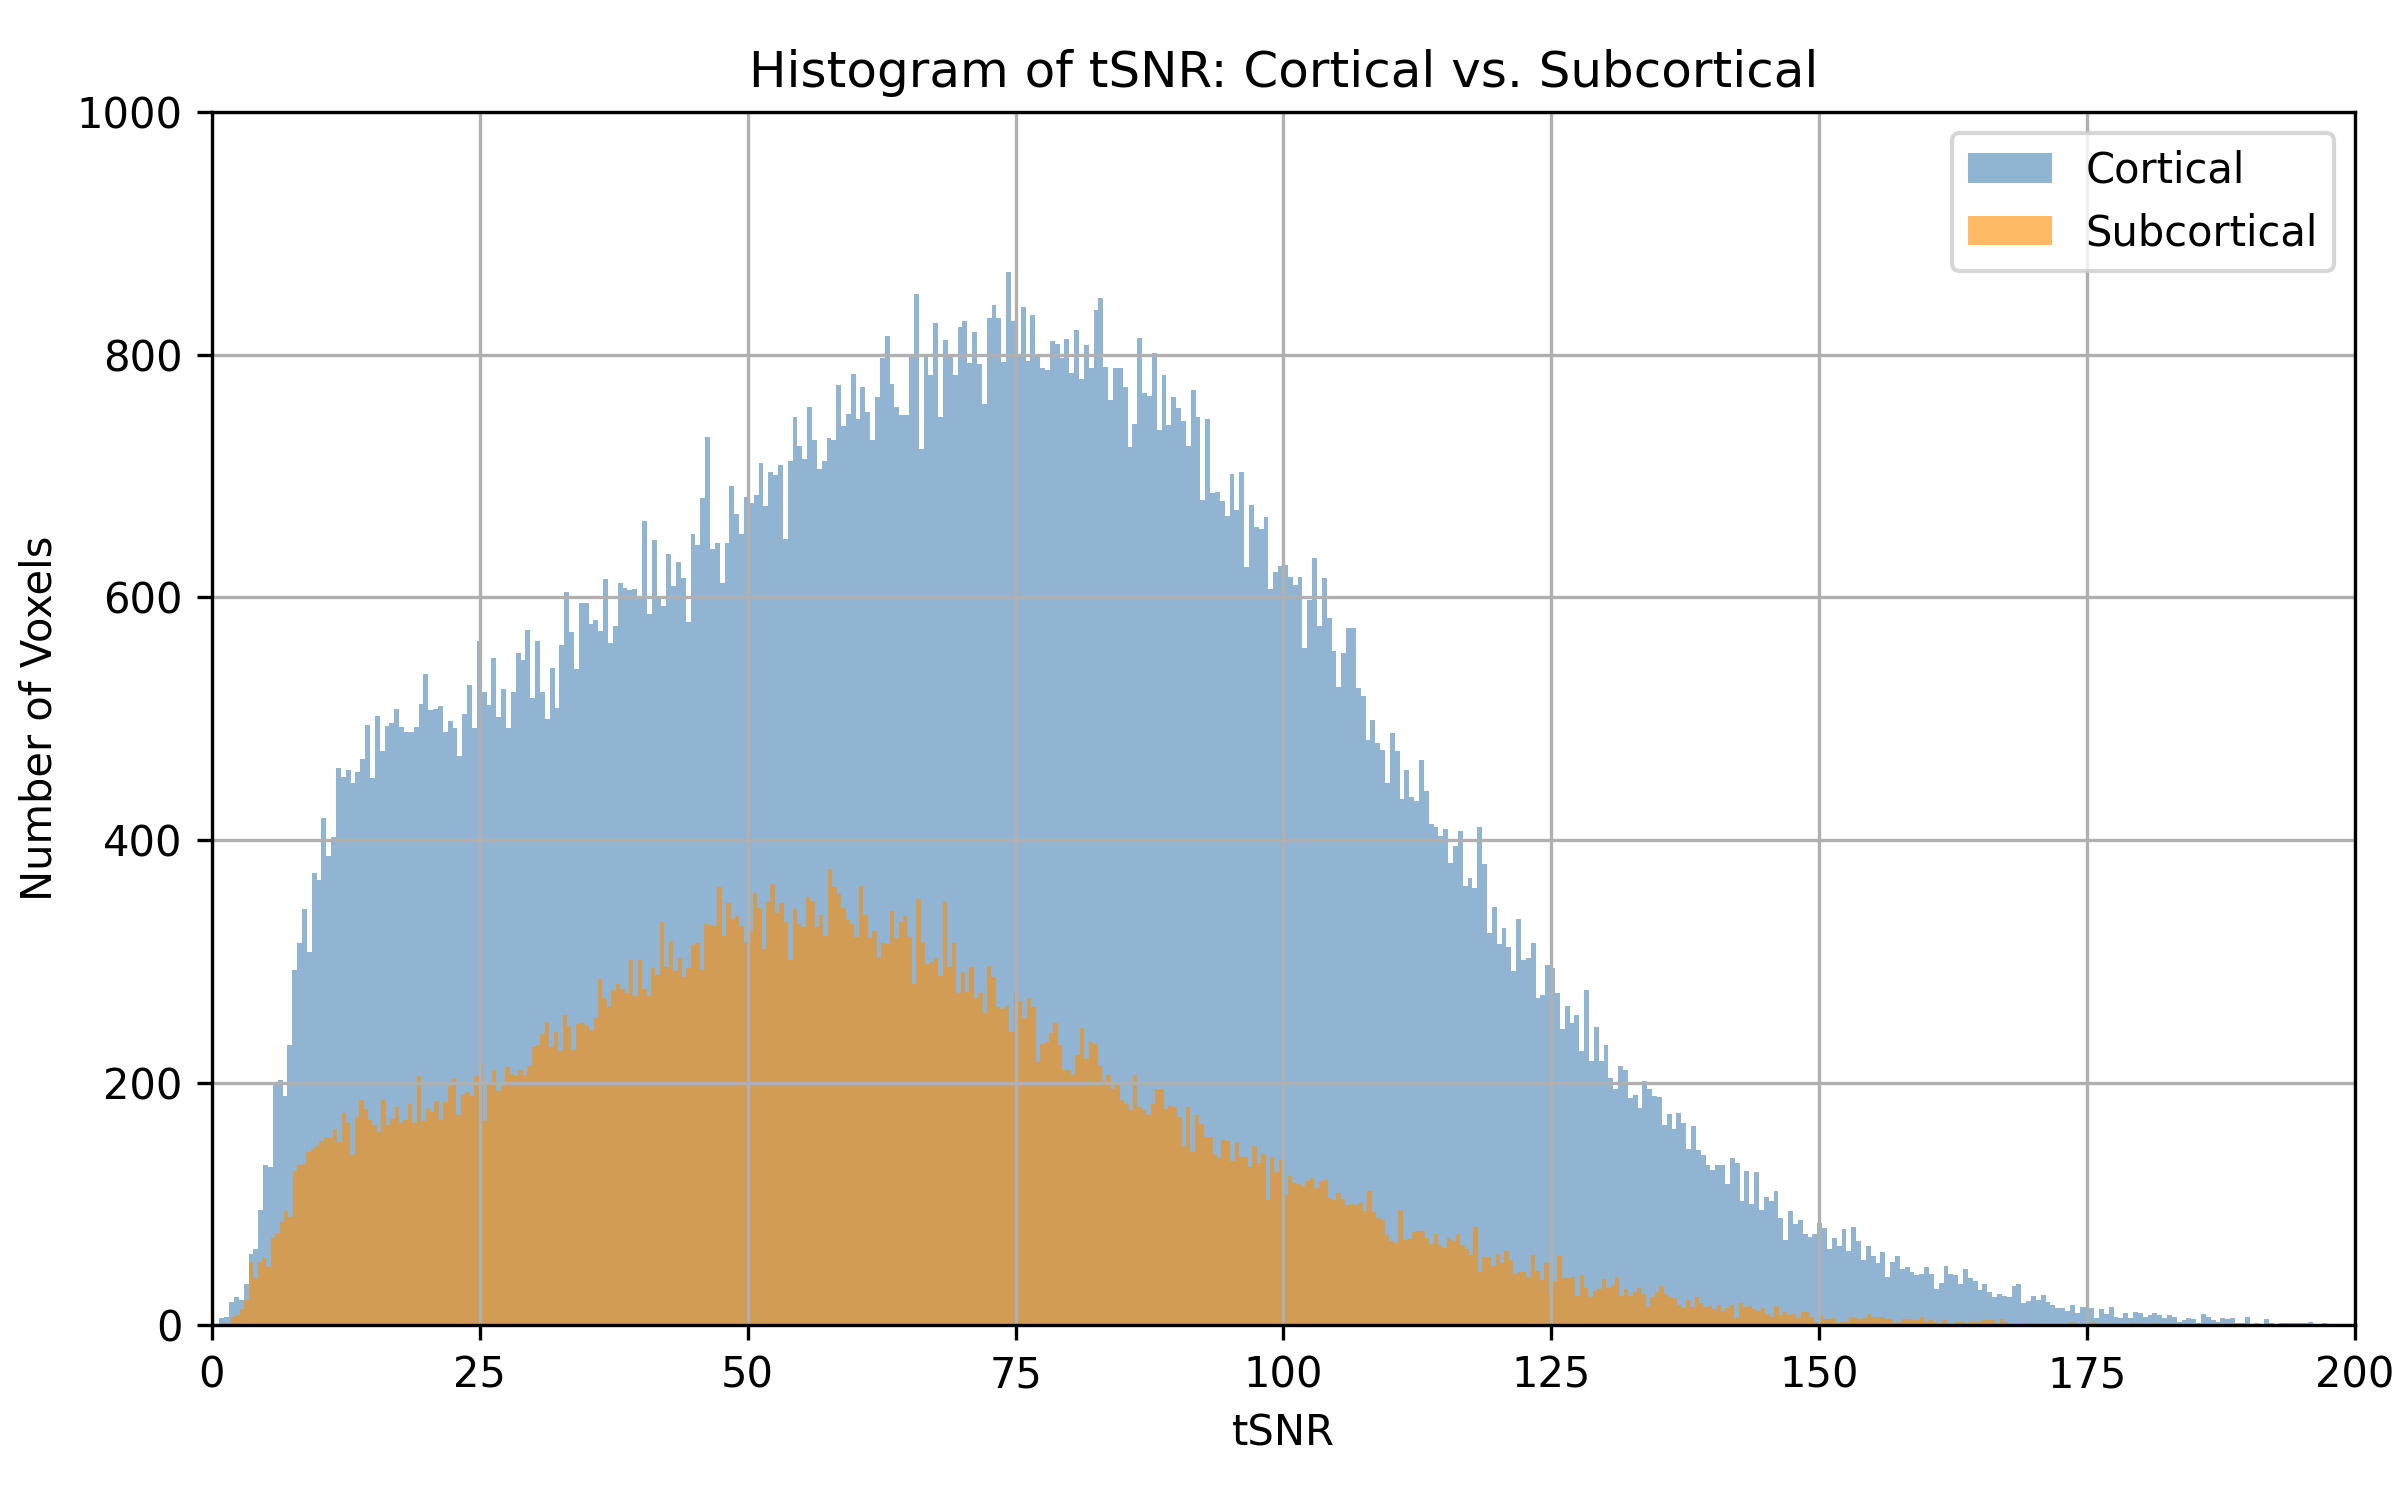 Histogram of tSNR: Cortical vs. Subcortical
1000
800
600
400
200
0
Number of Voxels
Cortical
Subcortical
0 25 50 75 100 125 150 175 200
tSNR